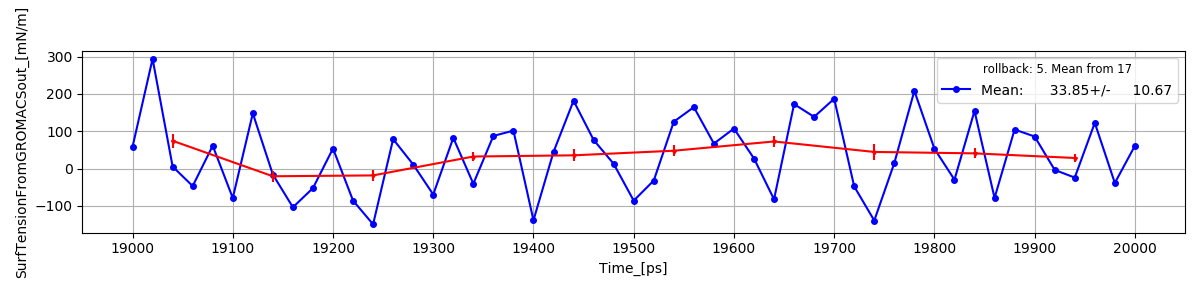 SurfTensionFromGROMACSout_[mN/m]
300
200
100
0
−100
rollback: 5. Mean from 17
Mean: 33.85+/- 10.67
19000 19100 19200 19300 19400 19500 19600 19700 19800 19900 20000
Time_[ps]